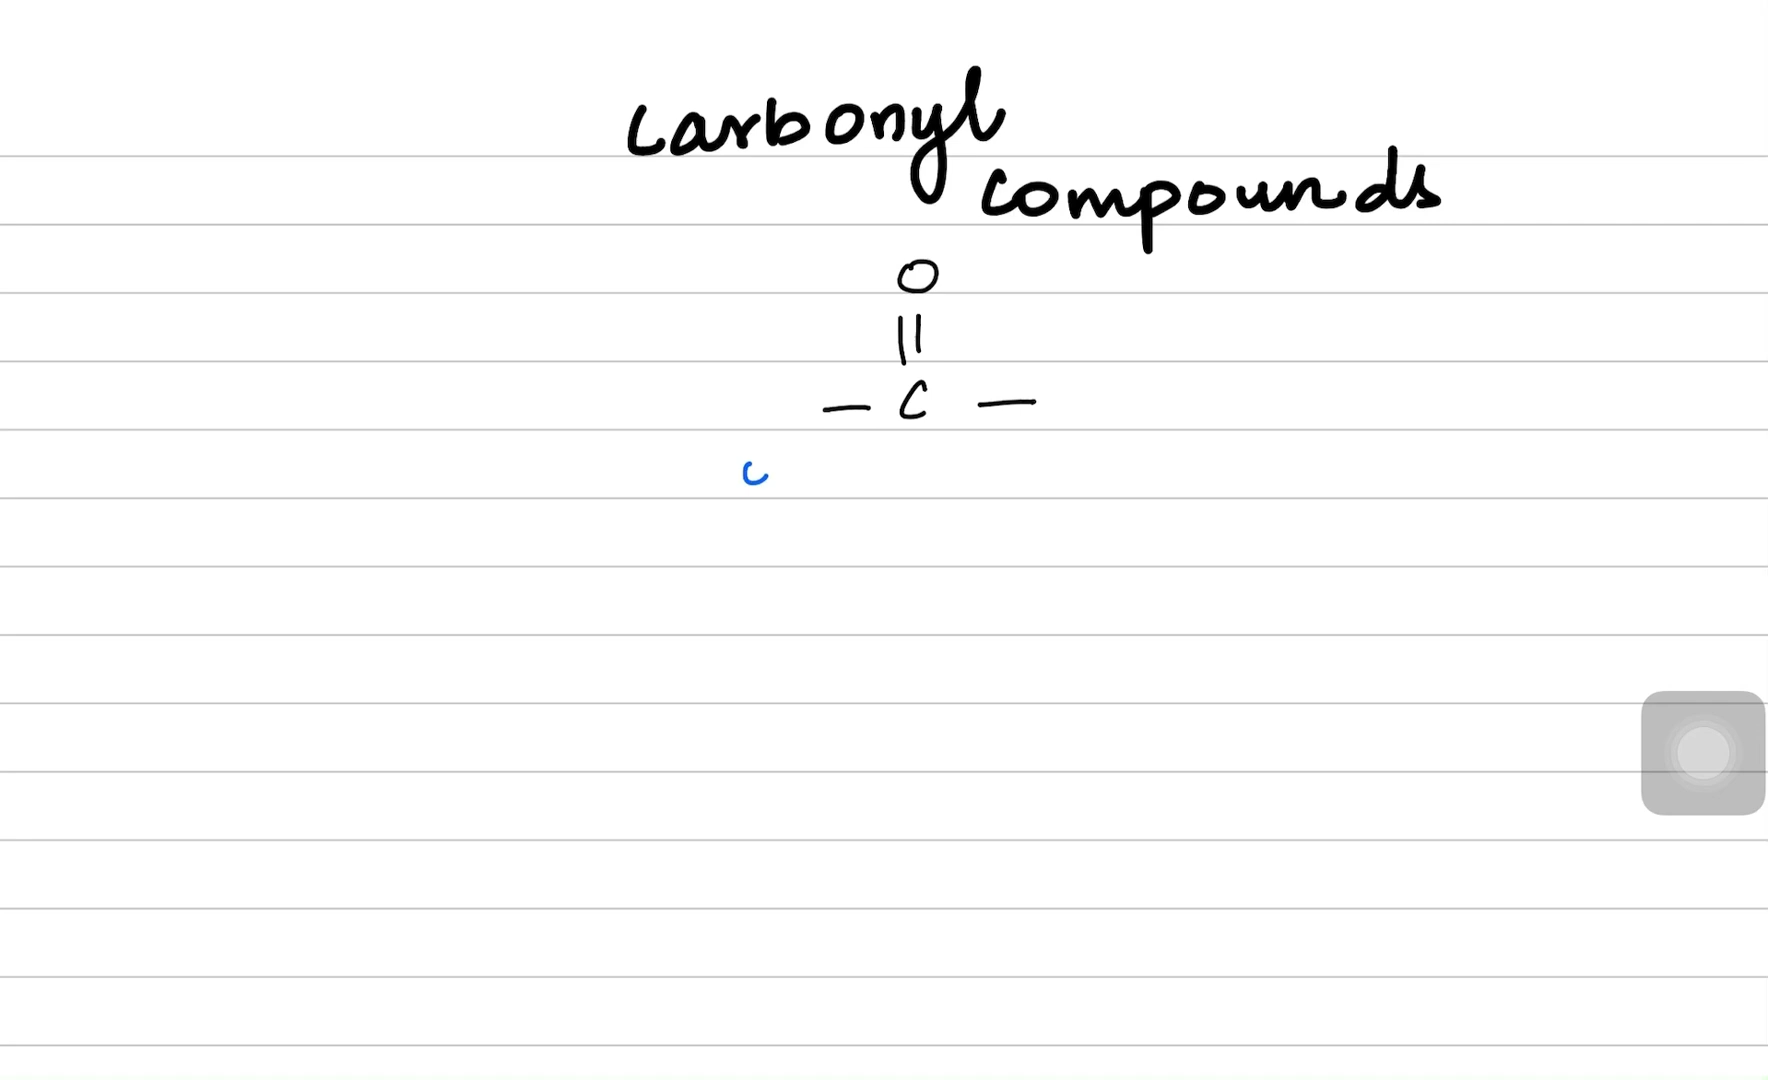 carbonyl
compounds
O
||
— C —
c